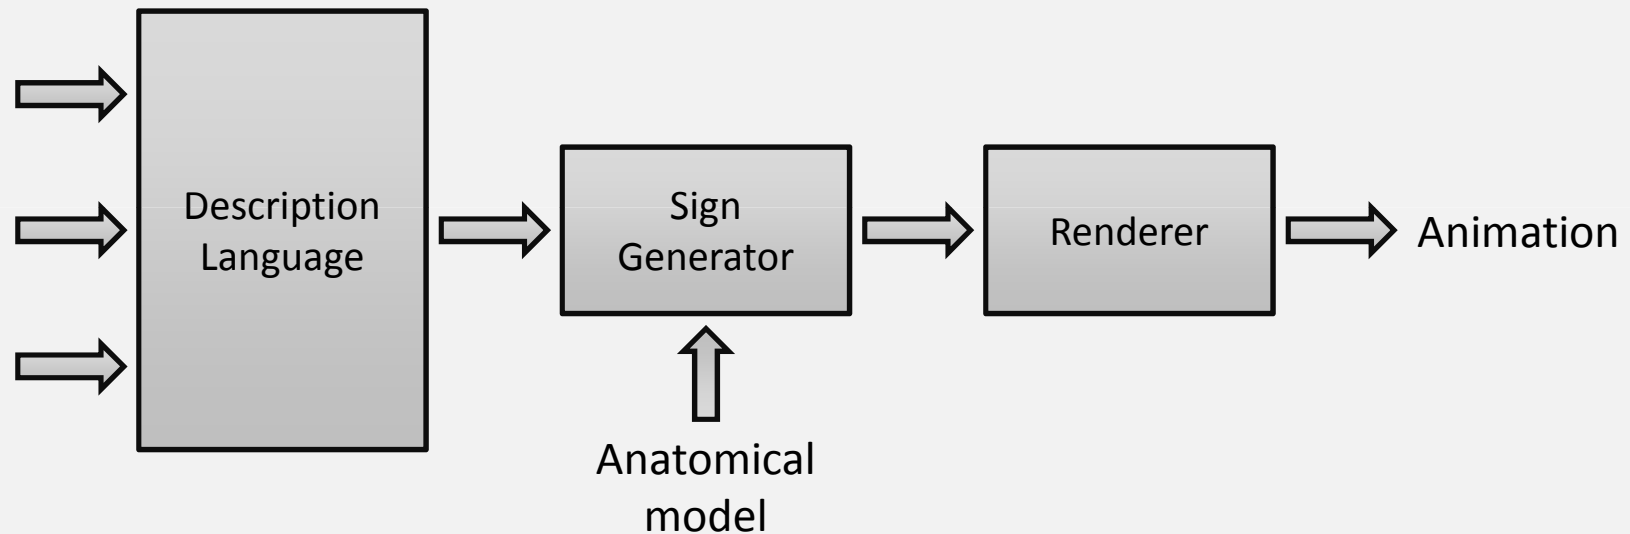 Description
Language
Sign
Generator
Renderer
Animation
Anatomical
model